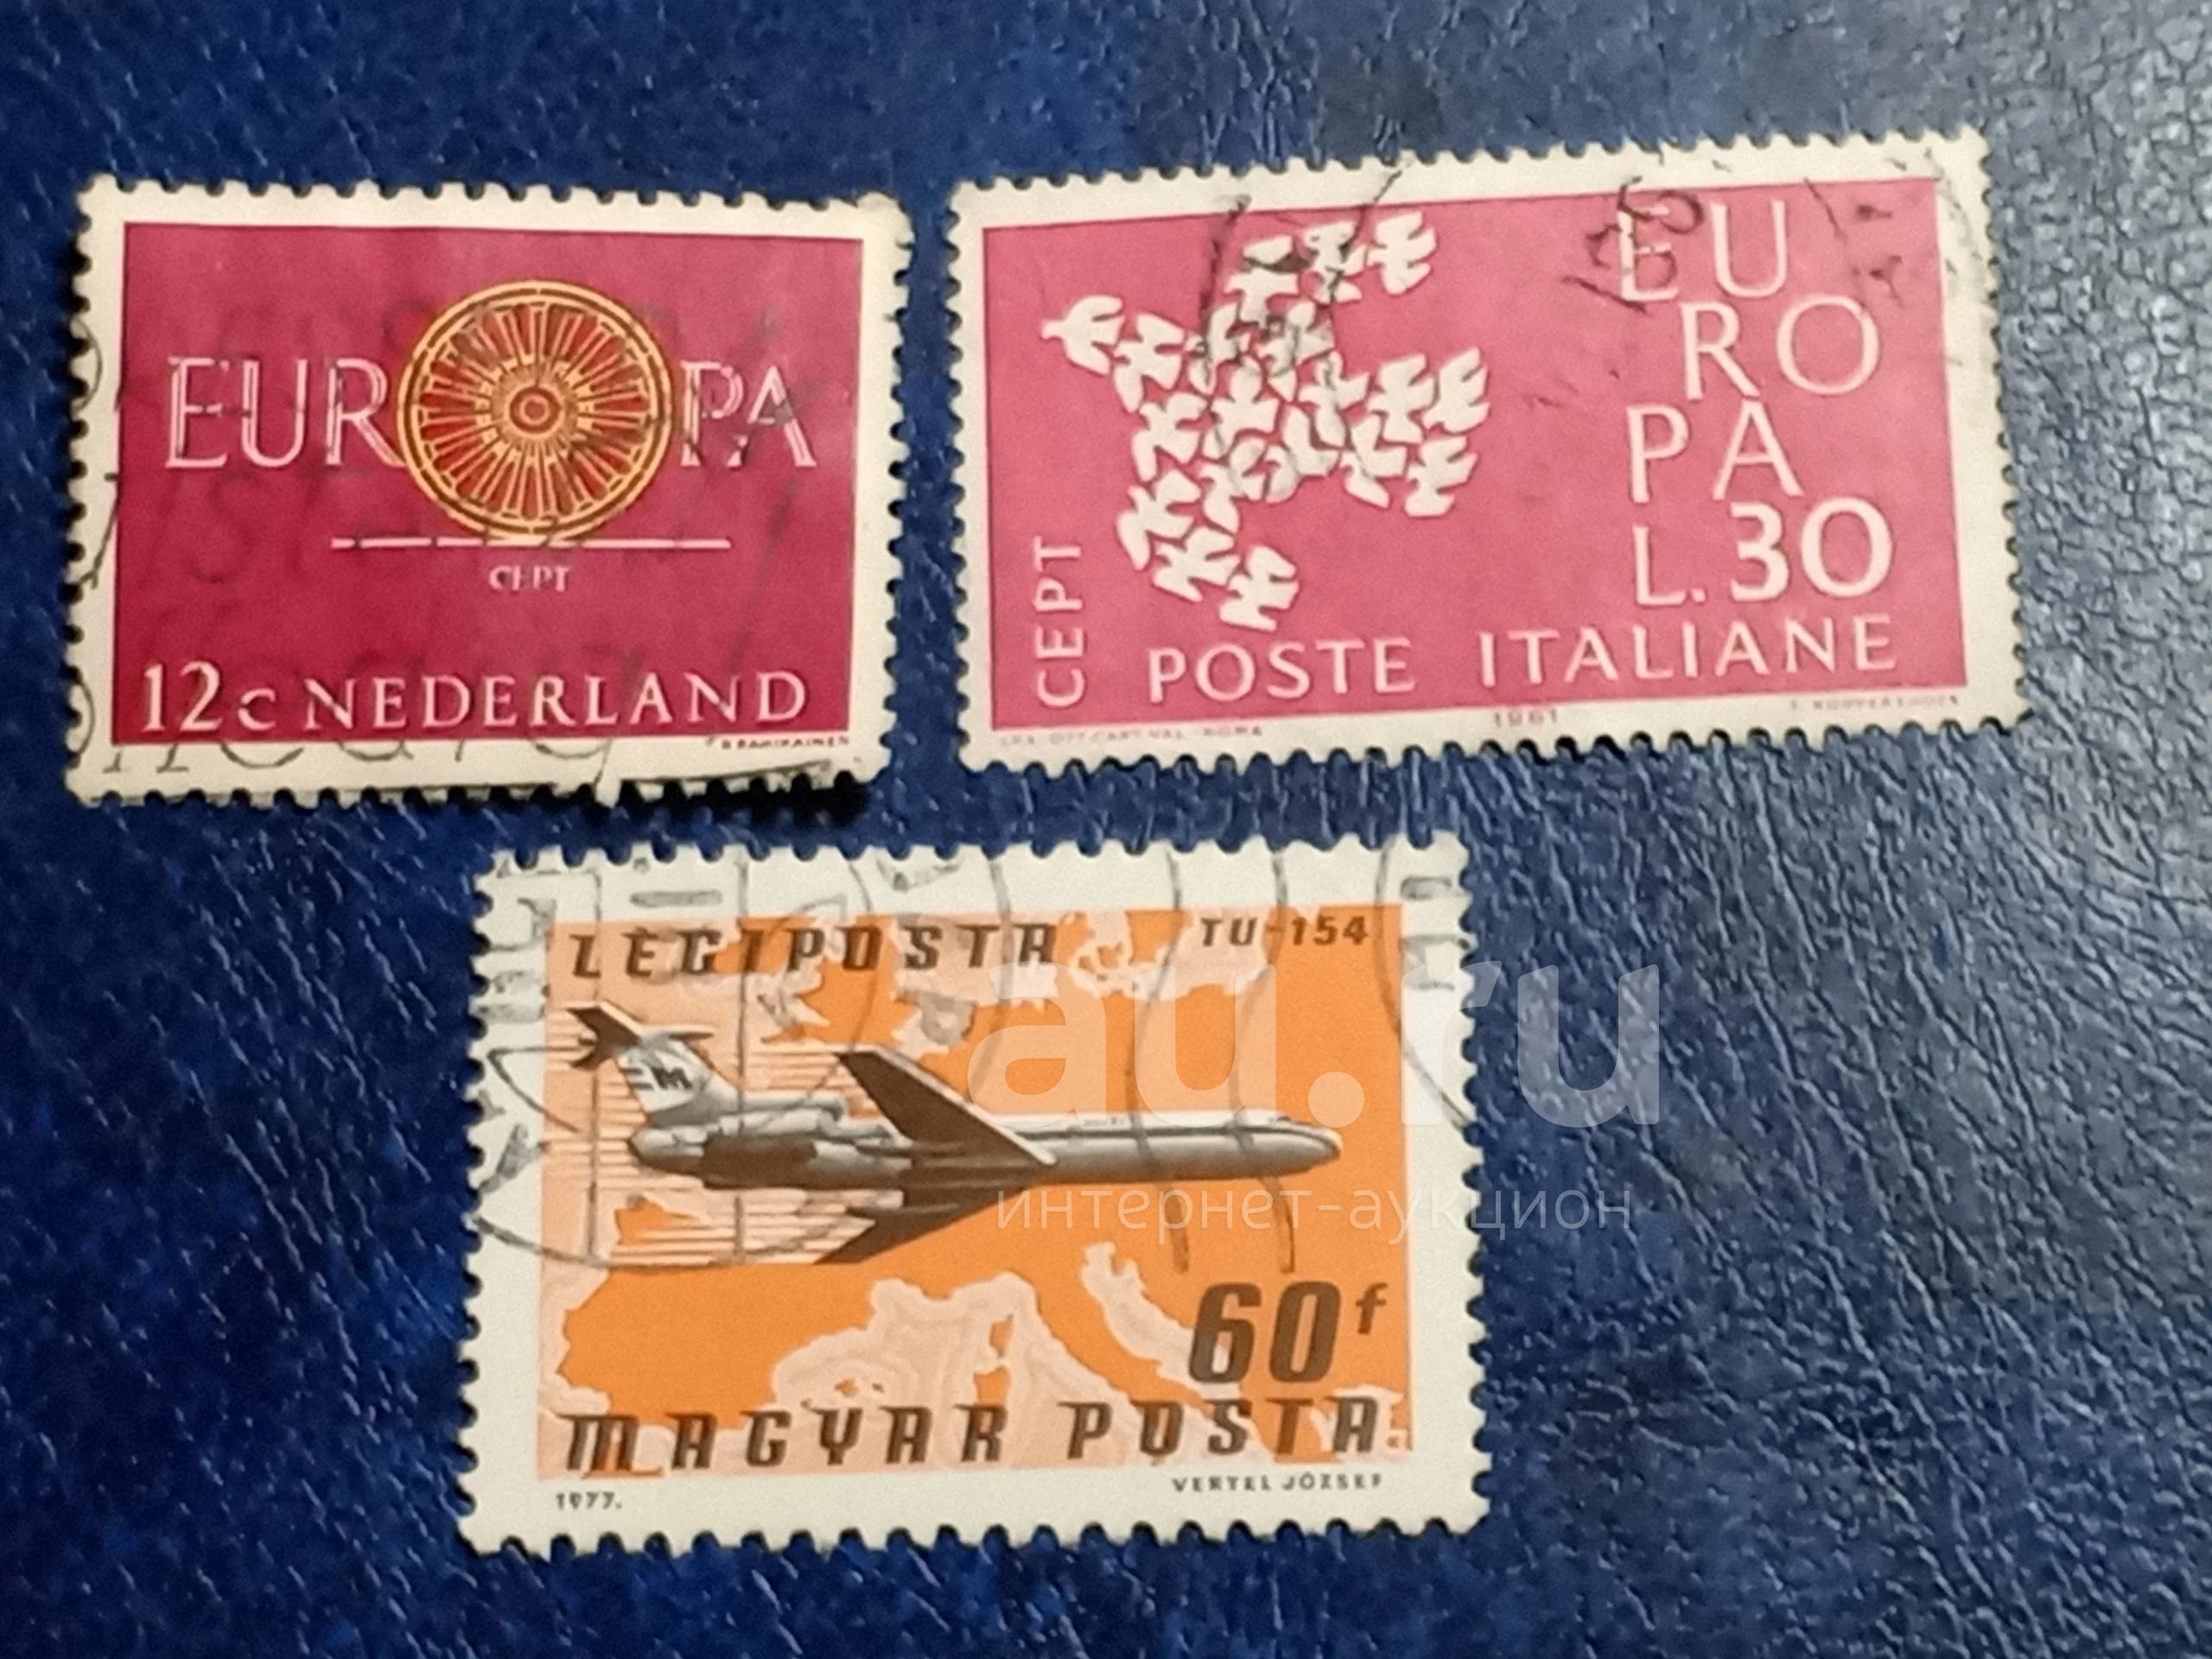 EUROPA
CEPT
12c NEDERLAND
EU
RO
PA
L.30
CEPT
POSTE ITALIANE
1961
LÉGIPOSTA TU-154
60f
MAGYAR POSTA
1977. VERTEL JÓZSEF
au.ru
интернет-аукцион